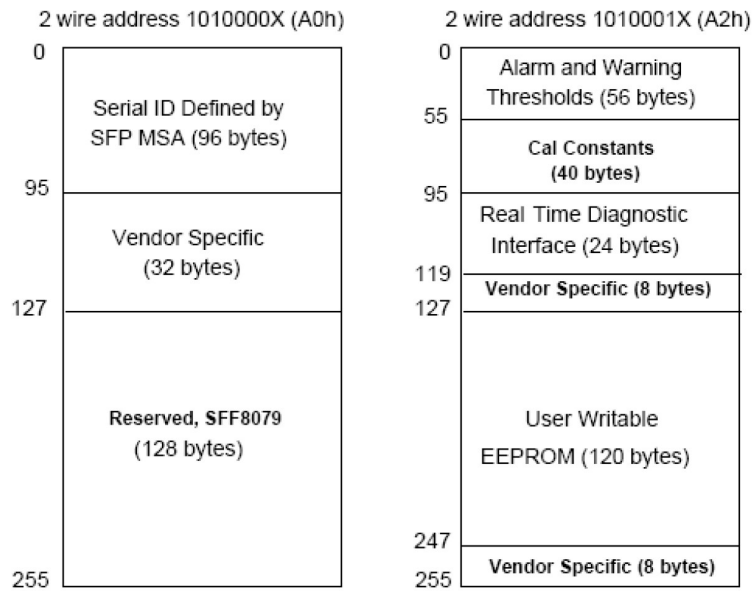 2 wire address 1010000X (A0h)
0
Serial ID Defined by
SFP MSA (96 bytes)
95
Vendor Specific
(32 bytes)
127
Reserved, SFF8079
(128 bytes)
255
2 wire address 1010001X (A2h)
0
Alarm and Warning
Thresholds (56 bytes)
55
Cal Constants
(40 bytes)
95
Real Time Diagnostic
Interface (24 bytes)
119
Vendor Specific (8 bytes)
127
User Writable
EEPROM (120 bytes)
247
Vendor Specific (8 bytes)
255